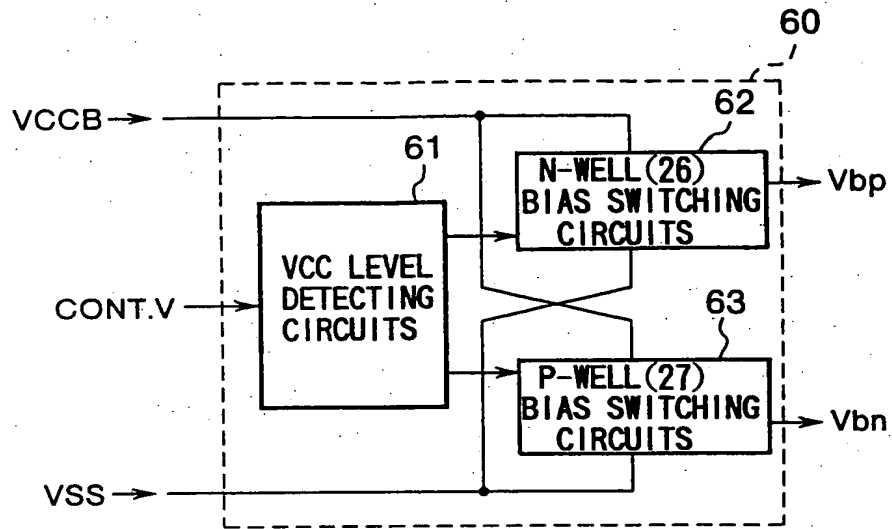 60
VCCB
62
61
N-WELL(26)
BIAS SWITCHING
CIRCUITS
Vbp
VCC LEVEL
DETECTING
CIRCUITS
CONT.V
63
P-WELL(27)
BIAS SWITCHING
CIRCUITS
Vbn
VSS